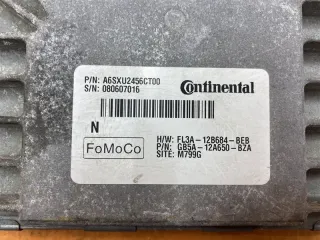 P/N: A6SXU2456CT00
S/N: 080607016
Continental
N
FoMoCo
H/W: FL3A-12B684-BEB
P/N: GB5A-12A650-BZA
SITE: M799G